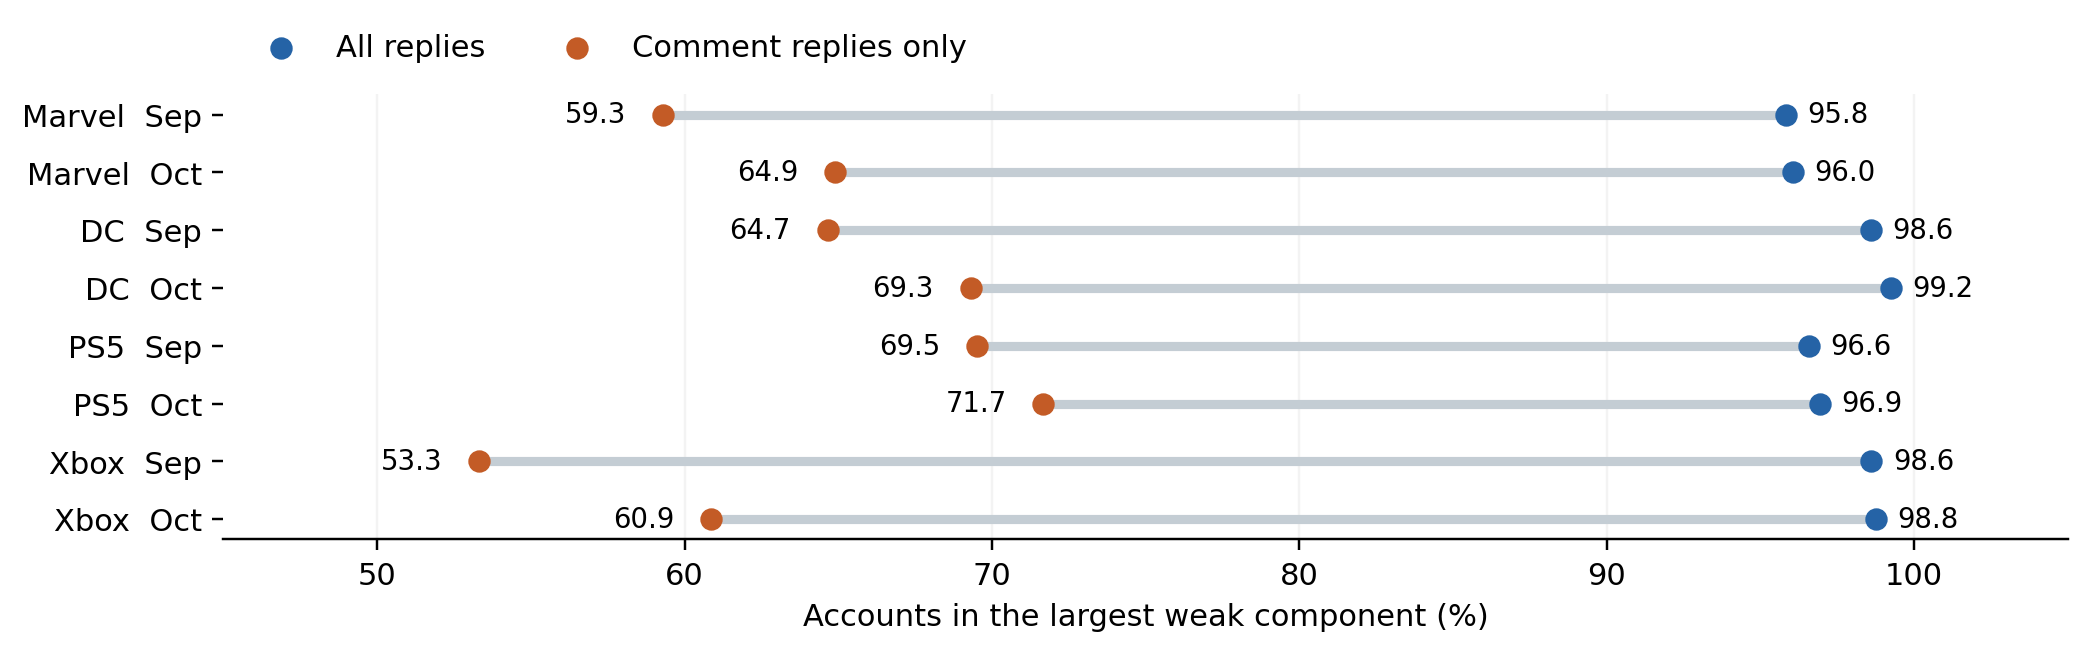 All replies Comment replies only
Marvel Sep 59.3 95.8
Marvel Oct 64.9 96.0
DC Sep 64.7 98.6
DC Oct 69.3 99.2
PS5 Sep 69.5 96.6
PS5 Oct 71.7 96.9
Xbox Sep 53.3 98.6
Xbox Oct 60.9 98.8
50 60 70 80 90 100
Accounts in the largest weak component (%)